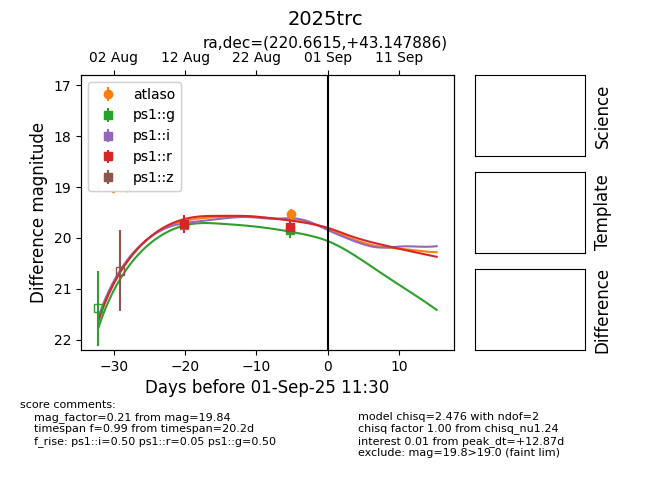 2025trc
ra,dec=(220.6615,+43.147886)
02 Aug 12 Aug 22 Aug 01 Sep 11 Sep
17
18
19
20
21
22
Difference magnitude
atlaso
ps1::g
ps1::i
ps1::r
ps1::z
−30 −20 −10 0 10
Days before 01-Sep-25 11:30
Science
Template
Difference
score comments:
mag_factor=0.21 from mag=19.84
timespan f=0.99 from timespan=20.2d
f_rise: ps1::i=0.50 ps1::r=0.05 ps1::g=0.50
model chisq=2.476 with ndof=2
chisq factor 1.00 from chisq_nu1.24
interest 0.01 from peak_dt=+12.87d
exclude: mag=19.8>19.0 (faint lim)